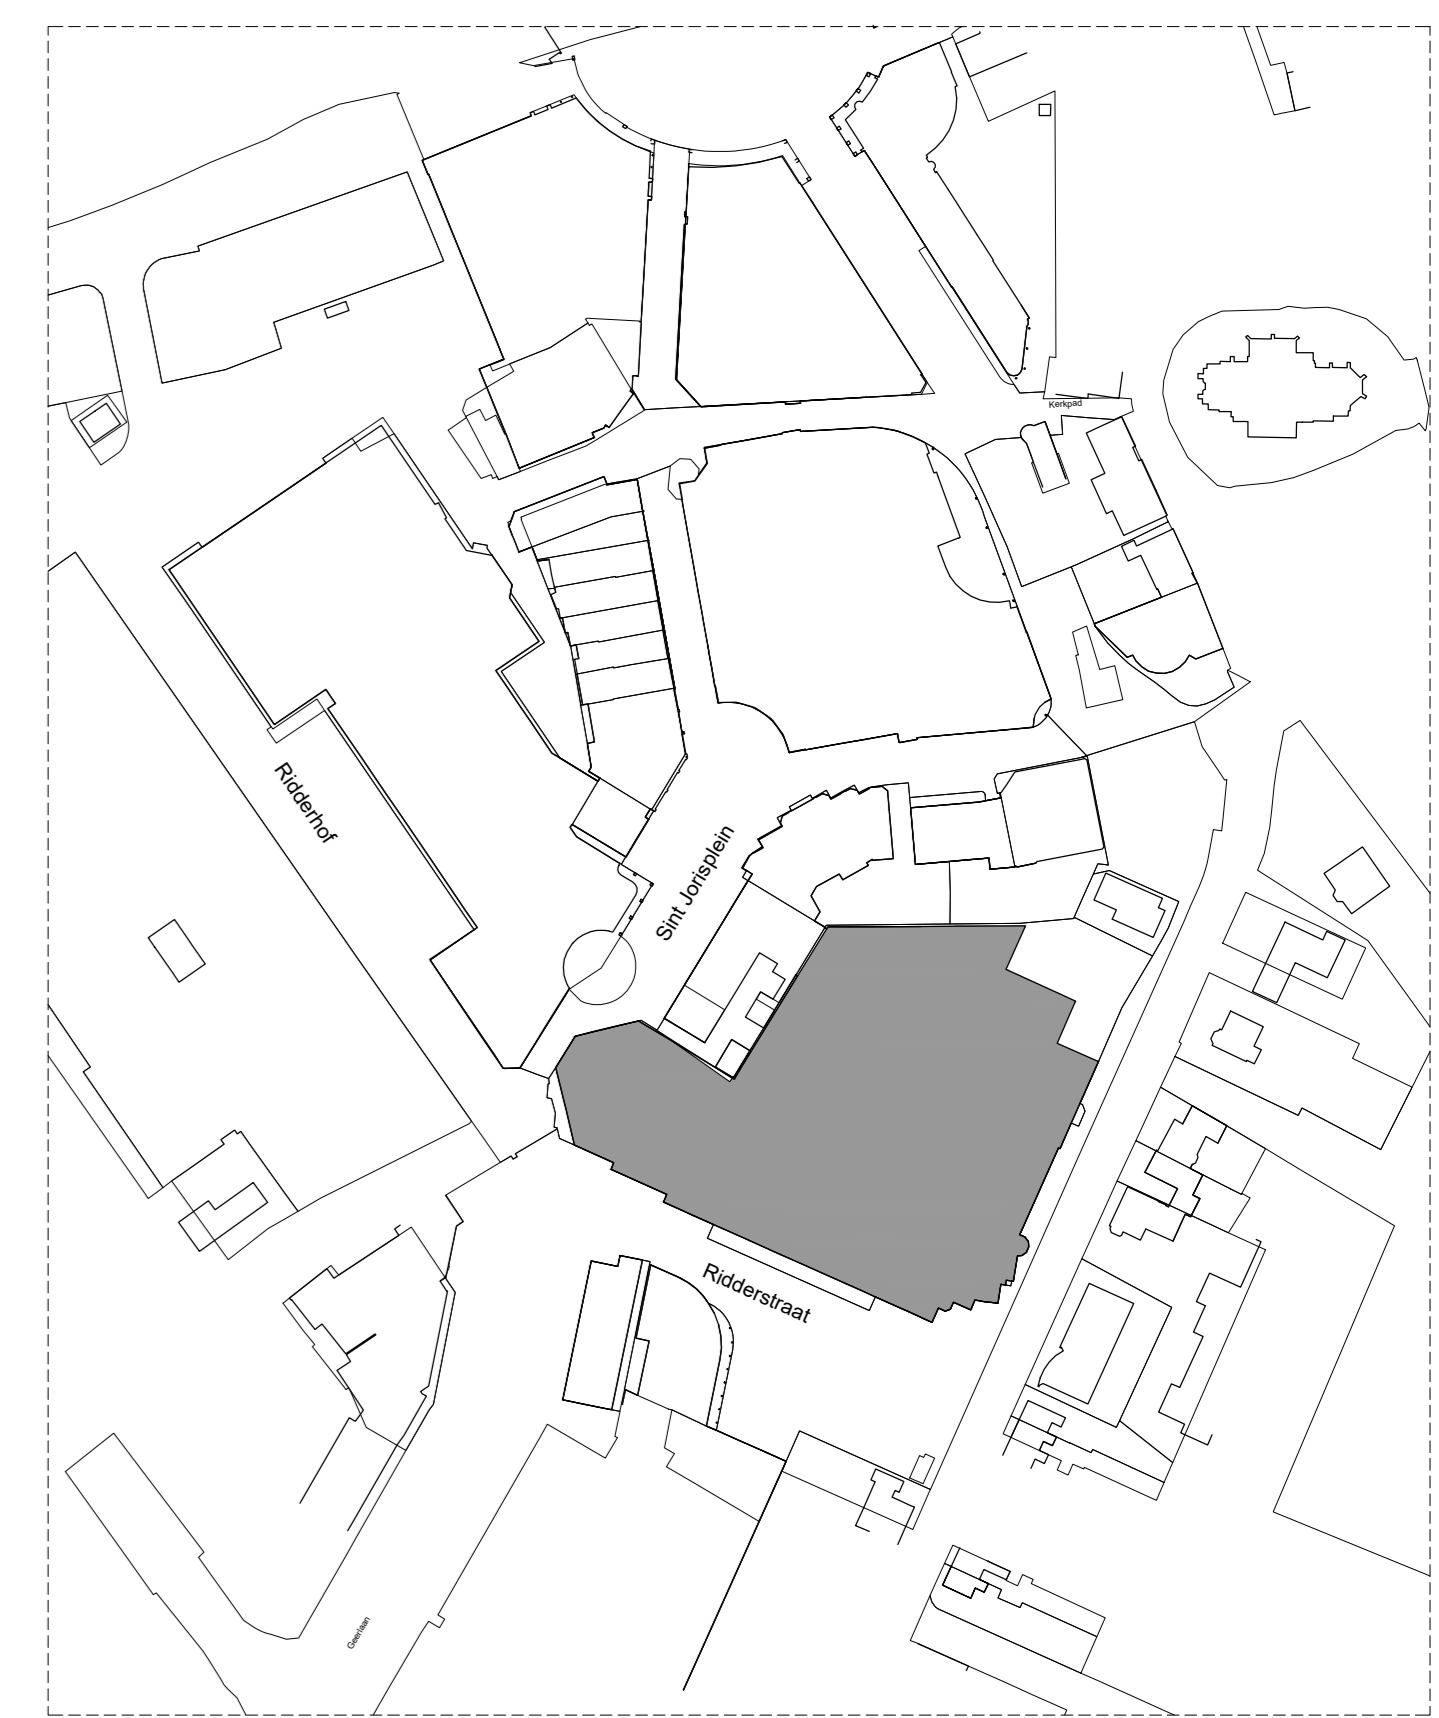 Kerkpad
Ridderhof
Sint Jorisplein
Ridderstraat
Geerlaan